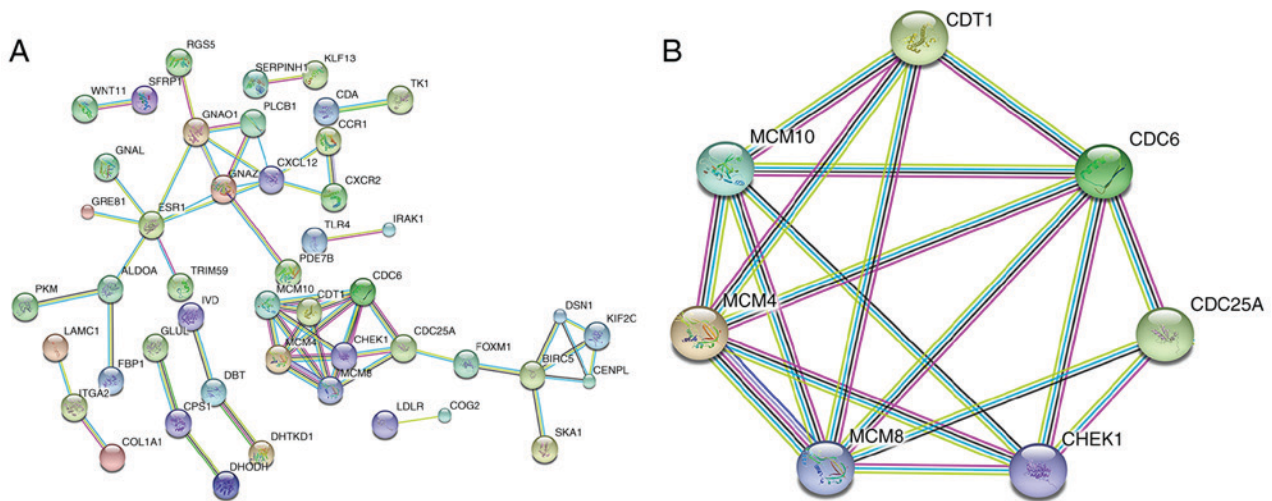 A
RGS5
SERPINH1
KLF13
WNT11
SFRP1
CDA
TK1
GNAO1
PLCB1
CCR1
GNAL
GNAZ
CXCL12
CXCR2
GRE81
ESR1
TLR4
IRAK1
PDE7B
PKM
ALDOA
TRIM59
MCM10
CDT1
CDC6
IVD
LAMC1
GLUL
MCM4
CHEK1
CDC25A
FOXM1
DSN1
KIF2C
BIRC5
CENPL
FBP1
DBT
MCM8
ITGA2
CPS1
LDLR
COG2
COL1A1
DHTKD1
SKA1
DHODH
B
CDT1
MCM10
CDC6
MCM4
CDC25A
MCM8
CHEK1